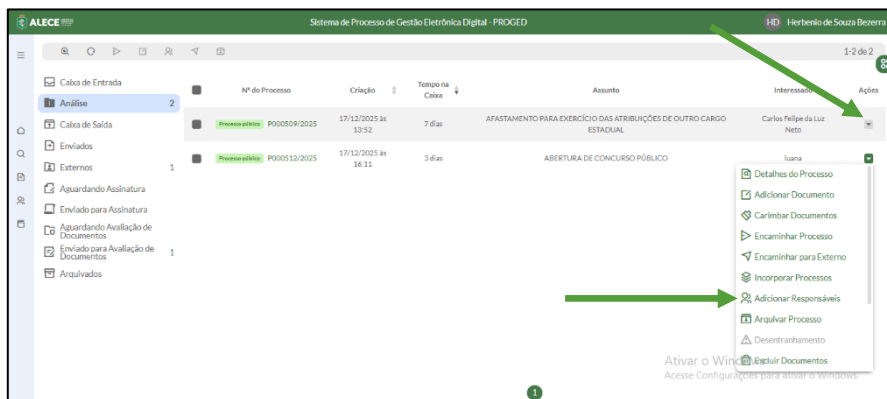 ALECE
Sistema de Processo de Gestão Eletrônica Digital - PROGED
HD Herbenio de Souza Bezerra
1-2 de 2
Caixa de Entrada
Análise 2
Caixa de Saída
Enviados
Externos 1
Aguardando Assinatura
Enviado para Assinatura
Aguardando Avaliação de
Documentos
Enviado para Avaliação de
Documentos 1
Arquivados
Nº do Processo Criação Tempo na Caixa Assunto Interessado Ações
Processo público P000509/2025 17/12/2025 às 13:52 7 dias AFASTAMENTO PARA EXERCÍCIO DAS ATRIBUIÇÕES DE OUTRO CARGO ESTADUAL Carlos Felipe da Luz Neto
Processo público P000512/2025 17/12/2025 às 16:11 3 dias ABERTURA DE CONCURSO PÚBLICO luana
Detalhes do Processo
Adicionar Documento
Carimbar Documentos
Encaminhar Processo
Encaminhar para Externo
Incorporar Processos
Adicionar Responsáveis
Arquivar Processo
Desentranhamento
Excluir Documentos
Ativar o Windows
Acesse Configurações para ativar o Windows.
1